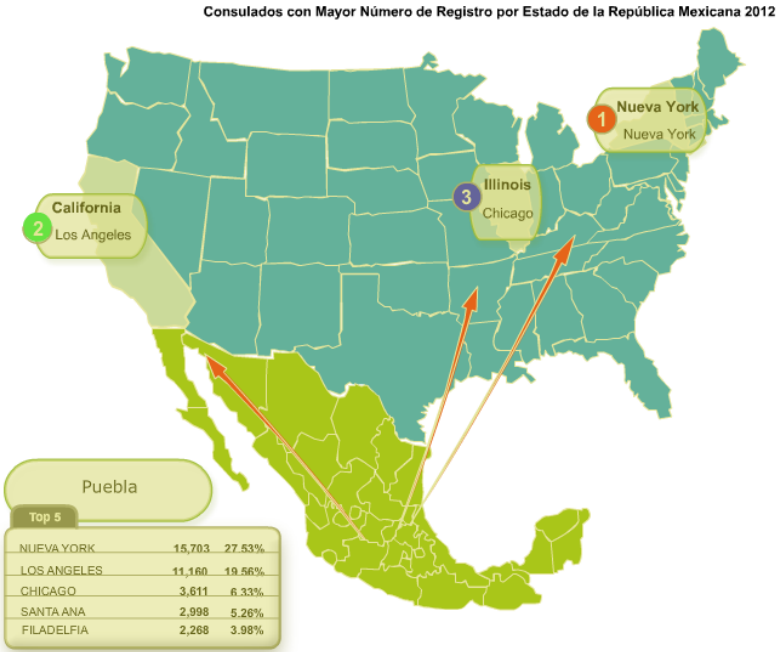 Consulados con Mayor Número de Registro por Estado de la República Mexicana 2012
1 Nueva York
Nueva York
3 Illinois
Chicago
2 California
Los Angeles
Puebla
Top 5
NUEVA YORK 15,703 27.53%
LOS ANGELES 11,160 19.56%
CHICAGO 3,611 6.33%
SANTA ANA 2,998 5.26%
FILADELFIA 2,268 3.98%